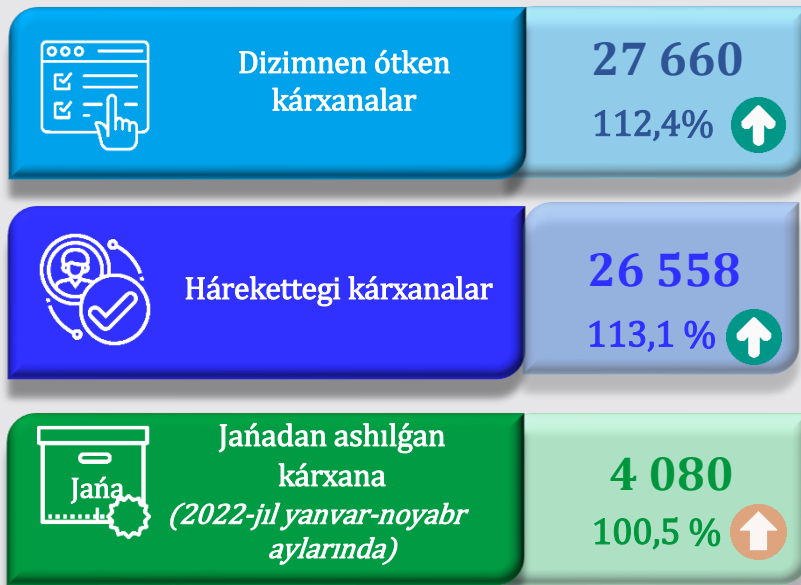 Dizimnen ótken
kárxanalar
27 660
112,4%
Hárekettegi kárxanalar
26 558
113,1 %
Jańa
Jańadan ashılǵan
kárxana
(2022-jıl yanvar-noyabr
aylarında)
4 080
100,5 %